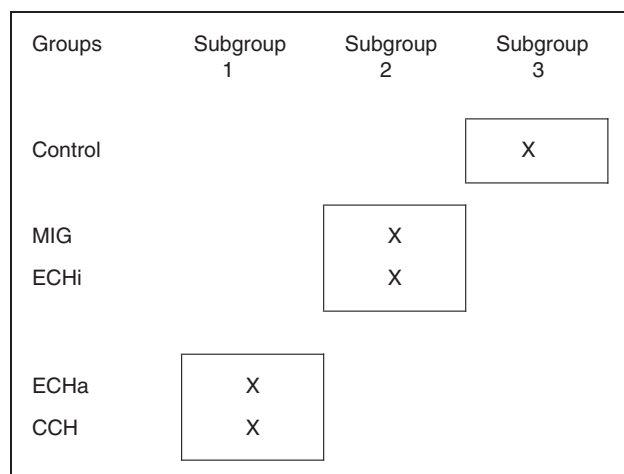 Groups Subgroup Subgroup Subgroup
1 2 3
Control X
MIG X
ECHi X
ECHa X
CCH X